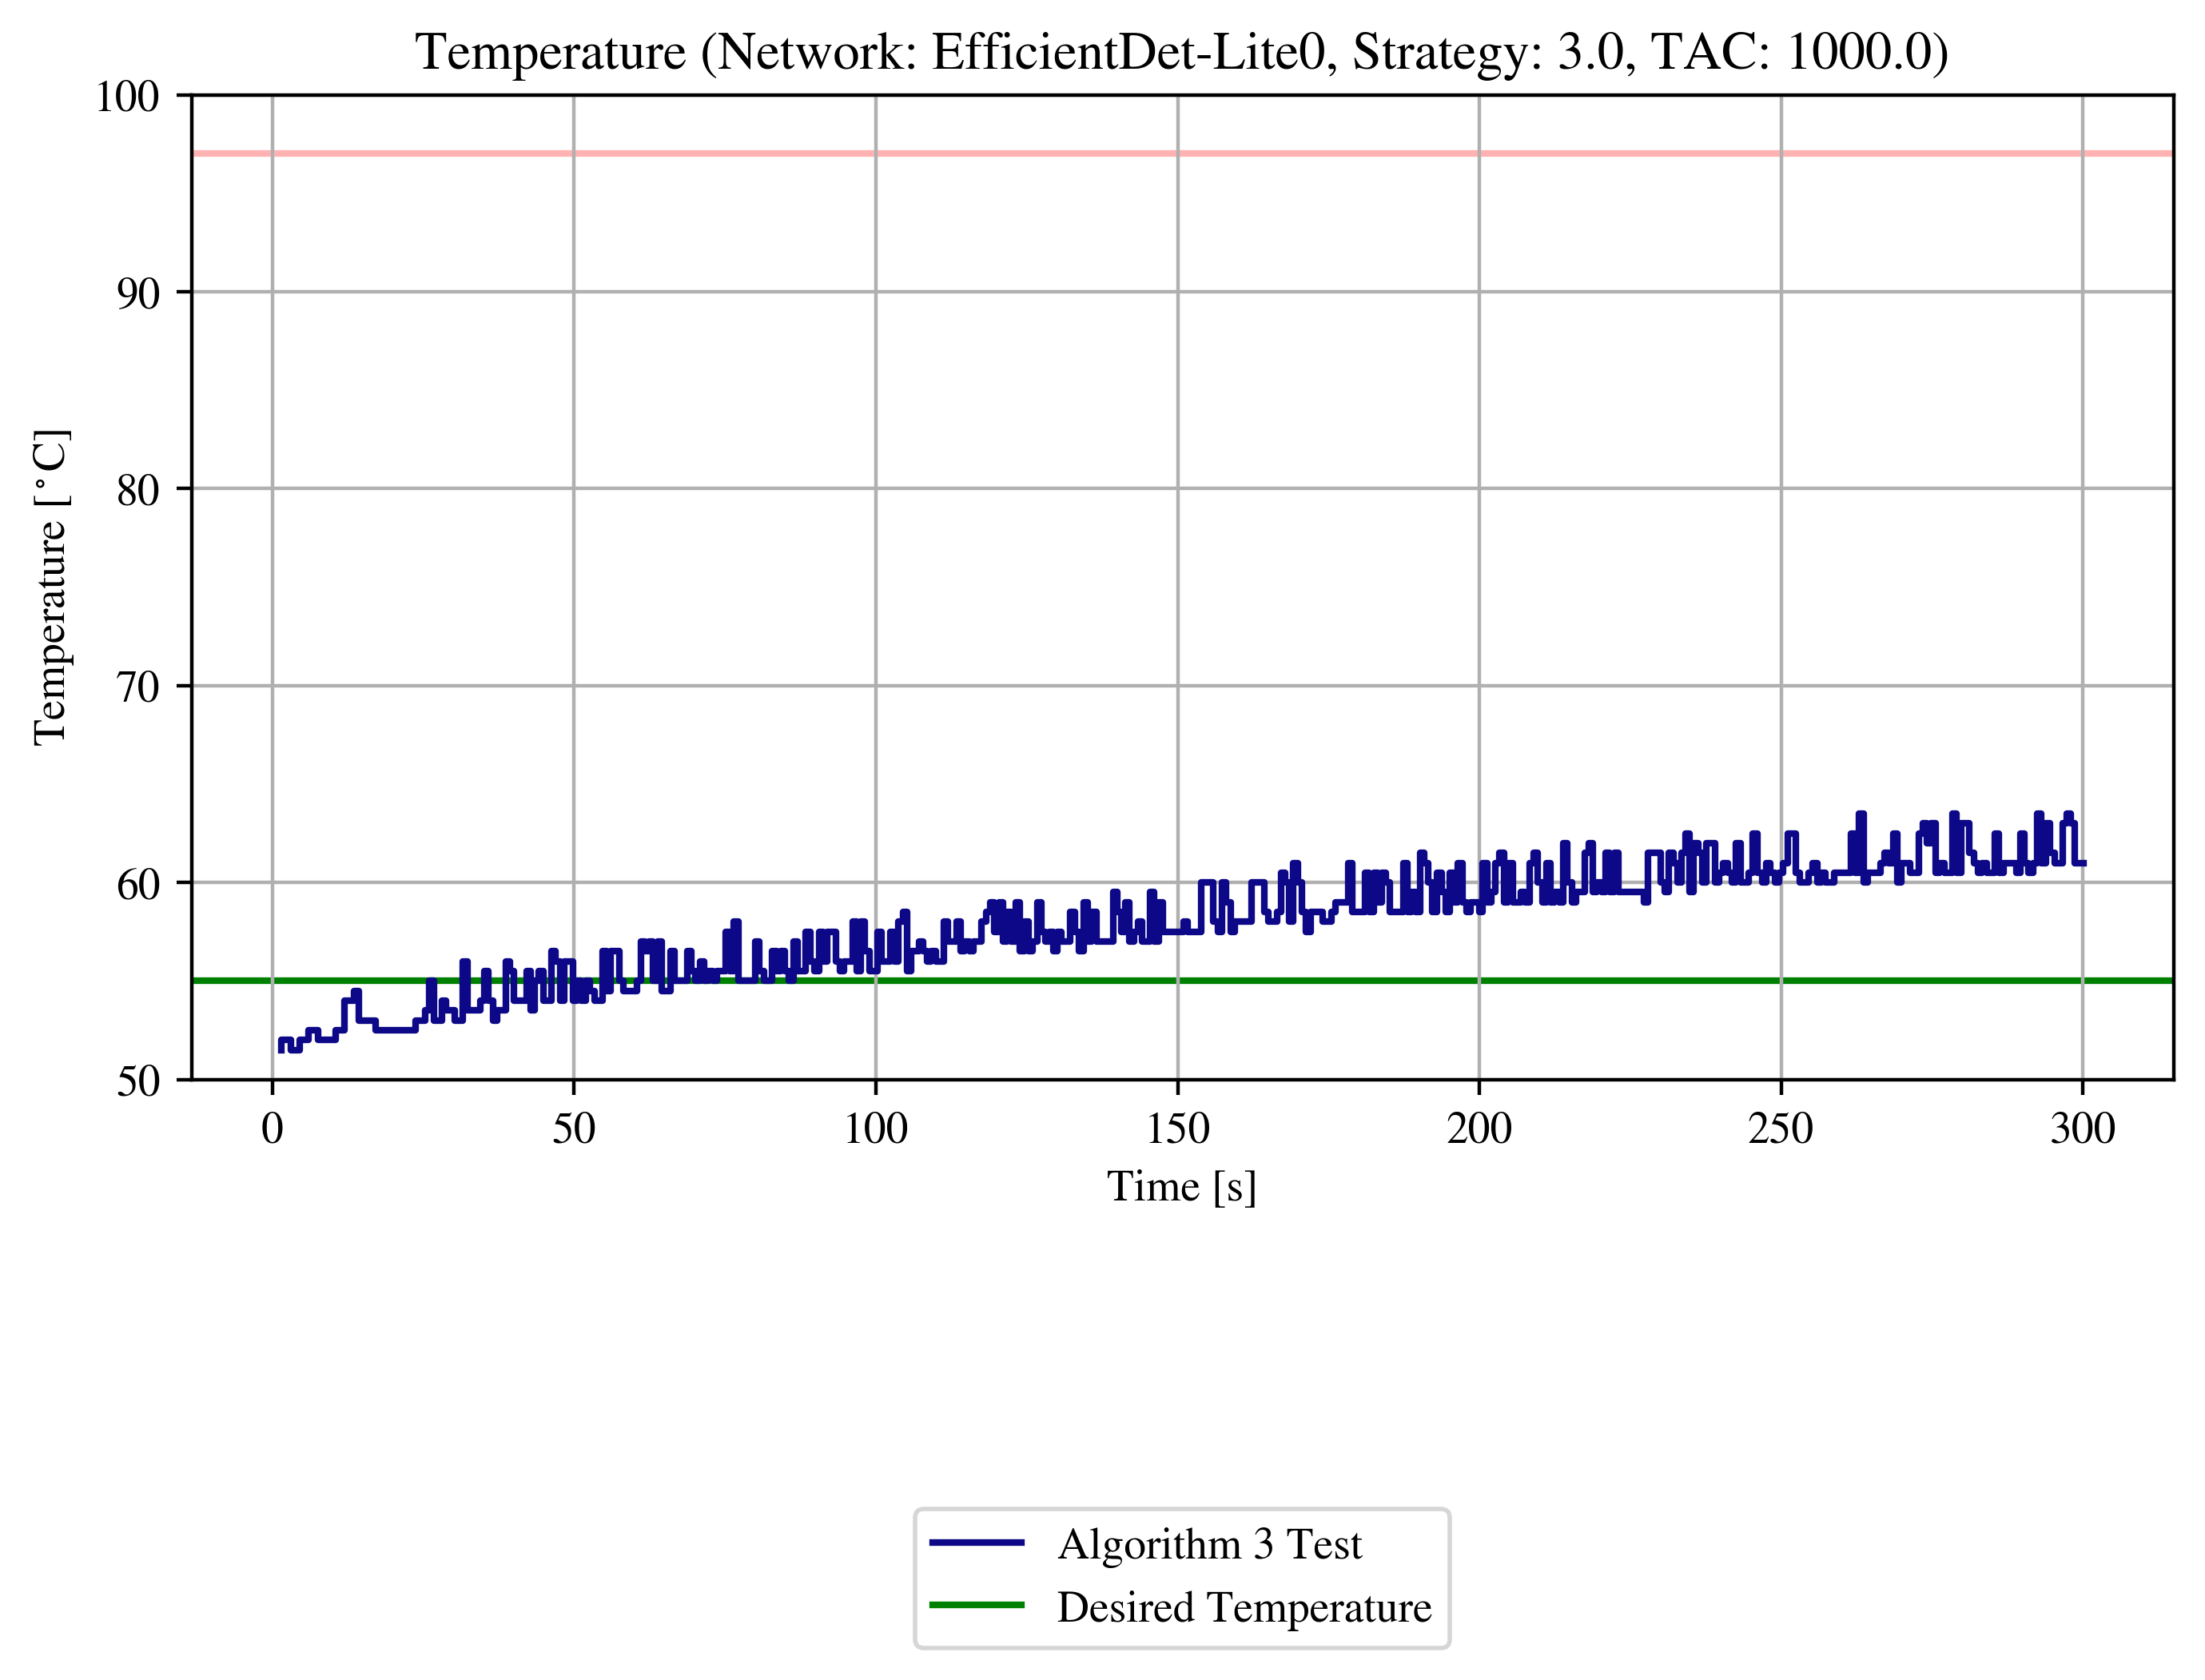 Temperature (Network: EfficientDet-Lite0, Strategy: 3.0, TAC: 1000.0)
100
90
80
70
60
50
Temperature [°C]
0 50 100 150 200 250 300
Time [s]
Algorithm 3 Test
Desired Temperature